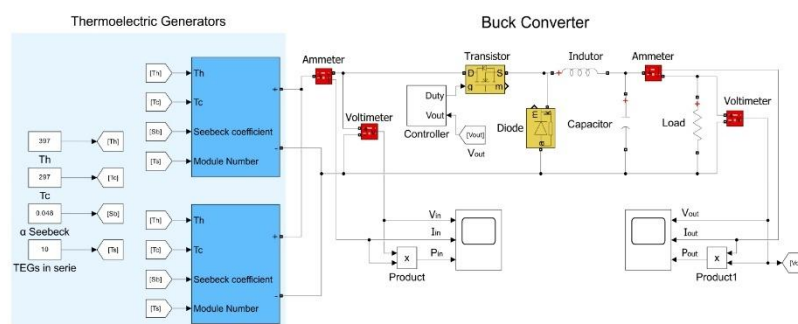 Thermoelectric Generators
Buck Converter
[Th]
Th
[Tc]
Tc
[Sb]
Seebeck coefficient
[Ts]
Module Number
+
-
397
[Th]
Th
297
[Tc]
Tc
0.048
[Sb]
α Seebeck
10
[Ts]
TEGs in serie
[Th]
Th
[Tc]
Tc
[Sb]
Seebeck coefficient
[Ts]
Module Number
+
-
Ammeter
Voltimeter
Transistor
D
S
g
m
Duty
Vout
Controller
[Vout]
Vout
Diode
Indutor
+
Capacitor
+
Ammeter
Load
+
Voltimeter
Vin
Iin
Pin
x
Product
Vout
Iout
Pout
x
Product1